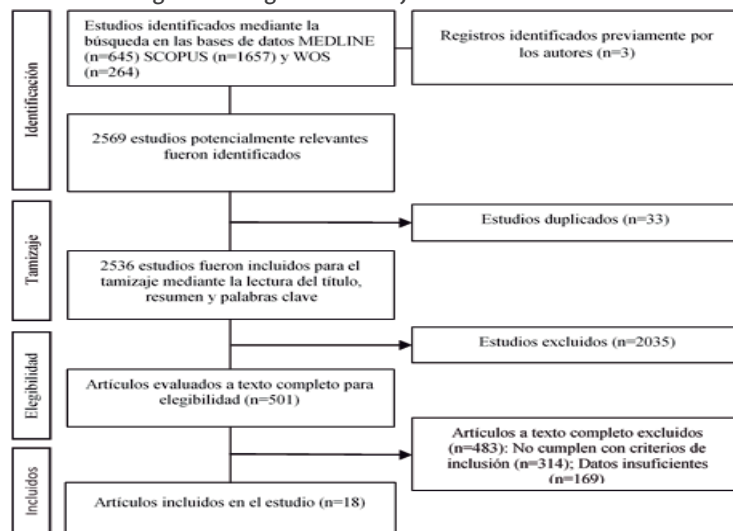 Identificación
Estudios identificados mediante la
búsqueda en las bases de datos MEDLINE
(n=645) SCOPUS (n=1657) y WOS
(n=264)
Registros identificados previamente por
los autores (n=3)
2569 estudios potencialmente relevantes
fueron identificados
Tamizaje
Estudios duplicados (n=33)
2536 estudios fueron incluidos para el
tamizaje mediante la lectura del título,
resumen y palabras clave
Elegibilidad
Estudios excluidos (n=2035)
Artículos evaluados a texto completo para
elegibilidad (n=501)
Artículos a texto completo excluidos
(n=483): No cumplen con criterios de
inclusión (n=314); Datos insuficientes
(n=169)
Incluidos
Artículos incluidos en el estudio (n=18)